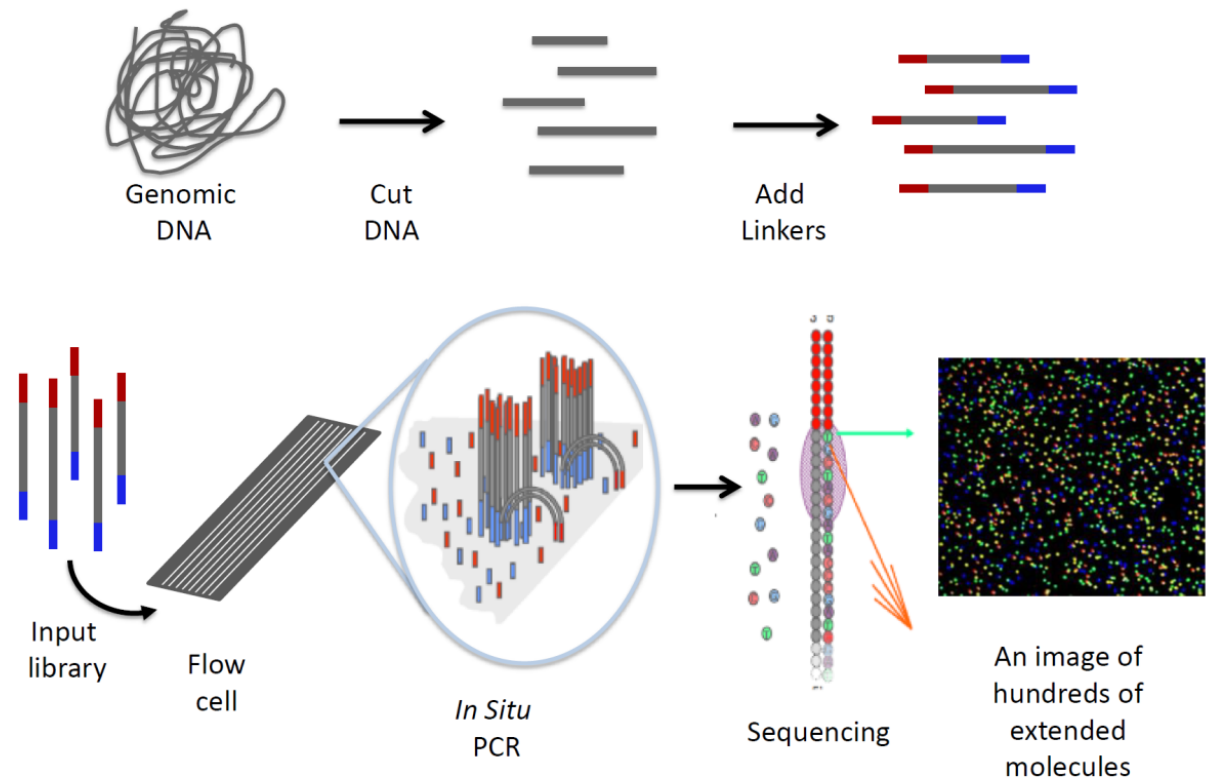 Genomic
DNA
Cut
DNA
Add
Linkers
Input
library
Flow
cell
In Situ
PCR
Sequencing
An image of
hundreds of
extended
molecules